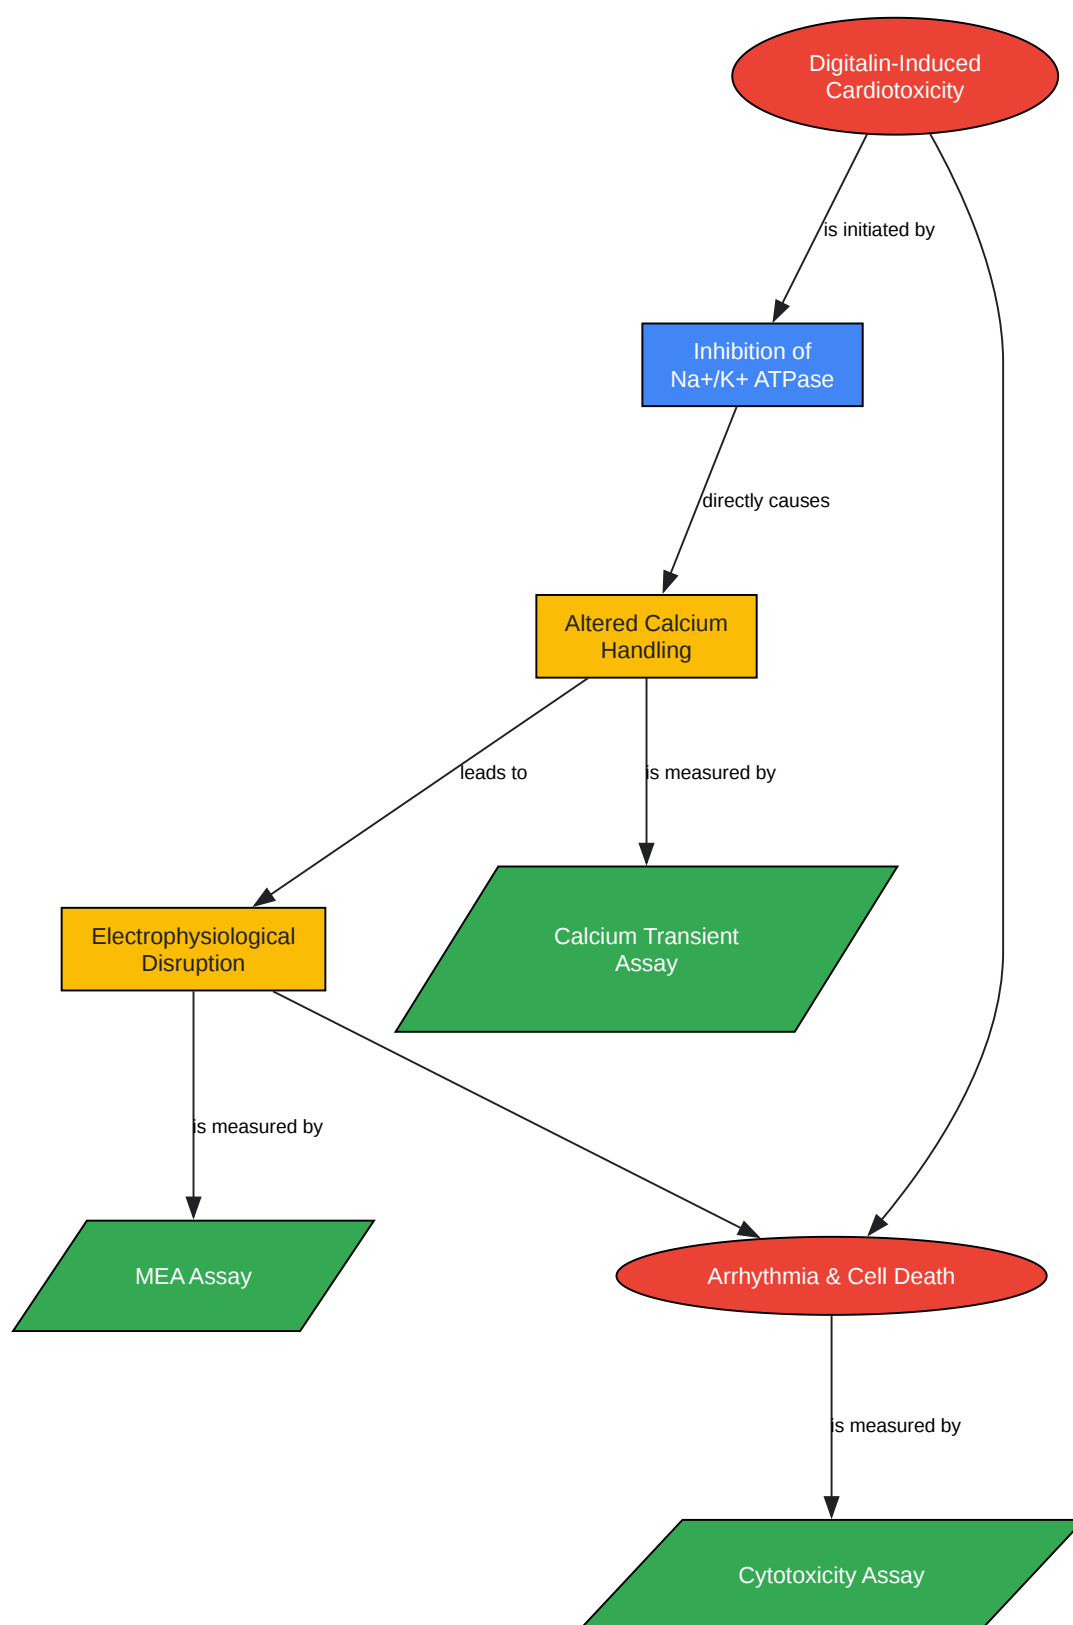 Digitalin-Induced
Cardiotoxicity
is initiated by
Inhibition of
Na+/K+ ATPase
directly causes
Altered Calcium
Handling
leads to
is measured by
Electrophysiological
Disruption
Calcium Transient
Assay
is measured by
MEA Assay
Arrhythmia & Cell Death
is measured by
Cytotoxicity Assay